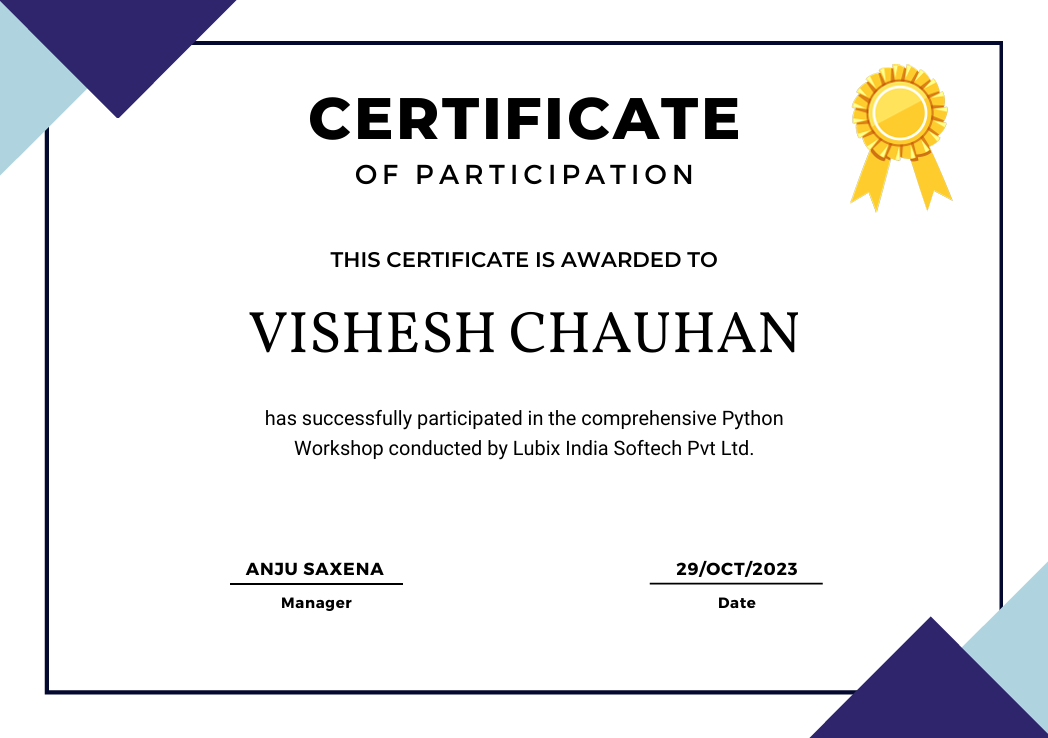 CERTIFICATE
OF PARTICIPATION
THIS CERTIFICATE IS AWARDED TO
VISHESH CHAUHAN
has successfully participated in the comprehensive Python
Workshop conducted by Lubix India Softech Pvt Ltd.
ANJU SAXENA
Manager
29/OCT/2023
Date